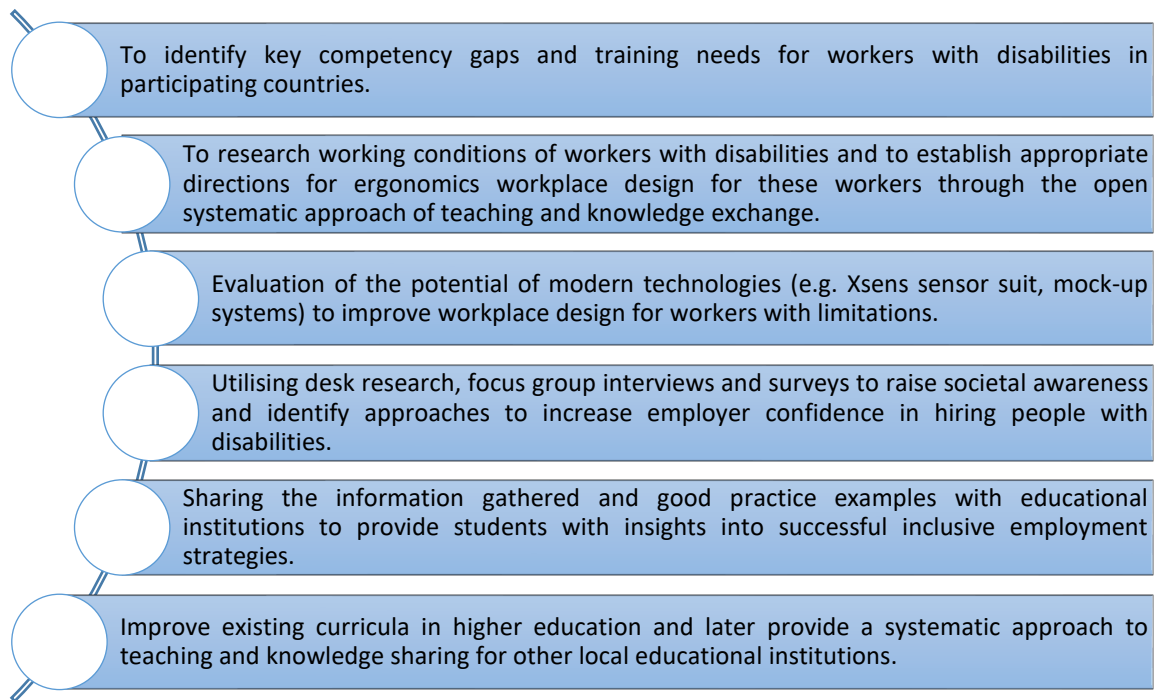 To identify key competency gaps and training needs for workers with disabilities in
participating countries.
To research working conditions of workers with disabilities and to establish appropriate
directions for ergonomics workplace design for these workers through the open
systematic approach of teaching and knowledge exchange.
Evaluation of the potential of modern technologies (e.g. Xsens sensor suit, mock-up
systems) to improve workplace design for workers with limitations.
Utilising desk research, focus group interviews and surveys to raise societal awareness
and identify approaches to increase employer confidence in hiring people with
disabilities.
Sharing the information gathered and good practice examples with educational
institutions to provide students with insights into successful inclusive employment
strategies.
Improve existing curricula in higher education and later provide a systematic approach to
teaching and knowledge sharing for other local educational institutions.